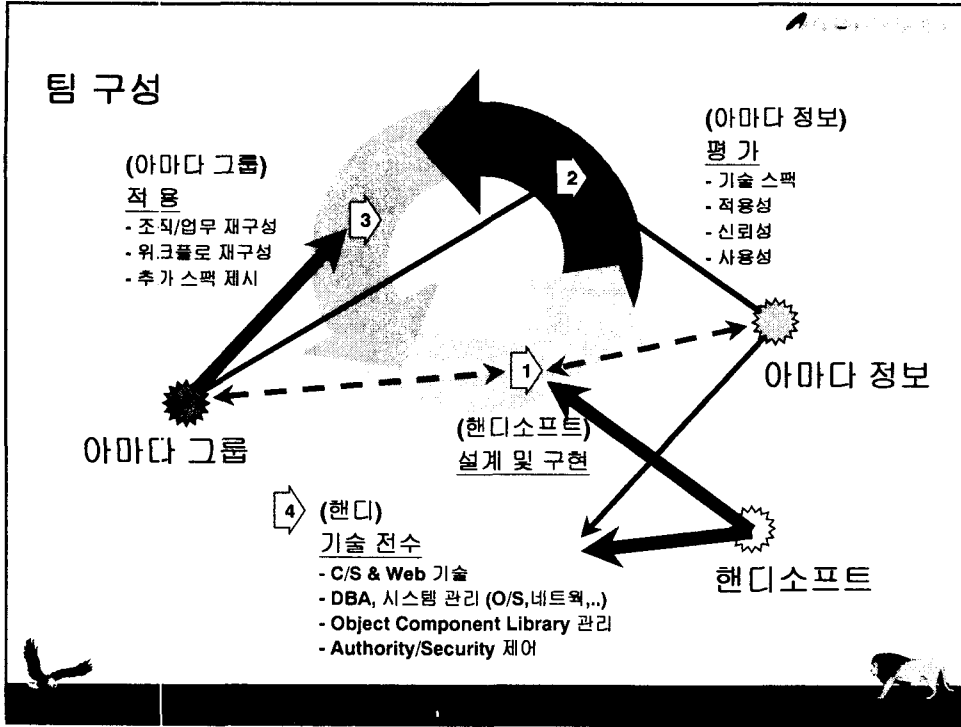 팀 구성
(아마다 그룹)
적 용
- 조직/업무 재구성
- 워크플로 재구성
- 추가 스팩 제시
3
2
(아마다 정보)
평 가
- 기술 스팩
- 적용성
- 신뢰성
- 사용성
1
아마다 정보
아마다 그룹
(핸디소프트)
설계 및 구현
4
(핸디)
기술 전수
- C/S & Web 기술
- DBA, 시스템 관리 (O/S,네트웍,..)
- Object Component Library 관리
- Authority/Security 제어
핸디소프트